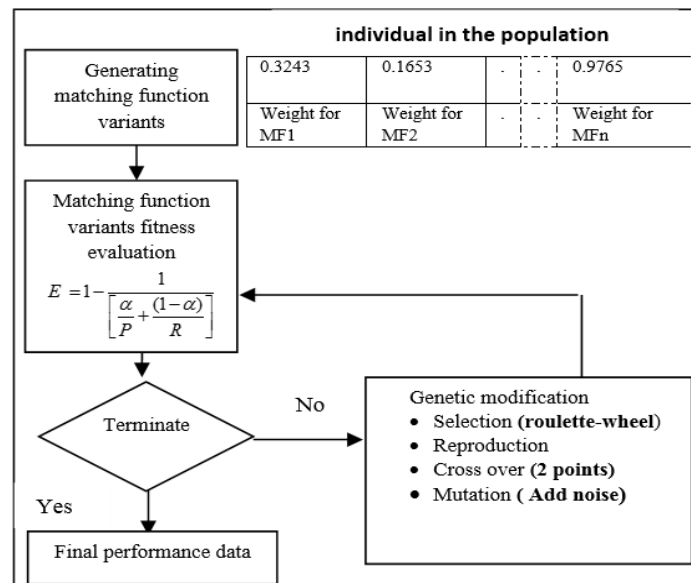 individual in the population
Generating
matching function
variants
0.3243 0.1653 . . 0.9765
Weight for Weight for . . Weight for
MF1 MF2 MFn
Matching function
variants fitness
evaluation
E = 1 - 1 / [ α/P + (1-α)/R ]
Terminate
No
Yes
Genetic modification
• Selection (roulette-wheel)
• Reproduction
• Cross over (2 points)
• Mutation ( Add noise)
Final performance data